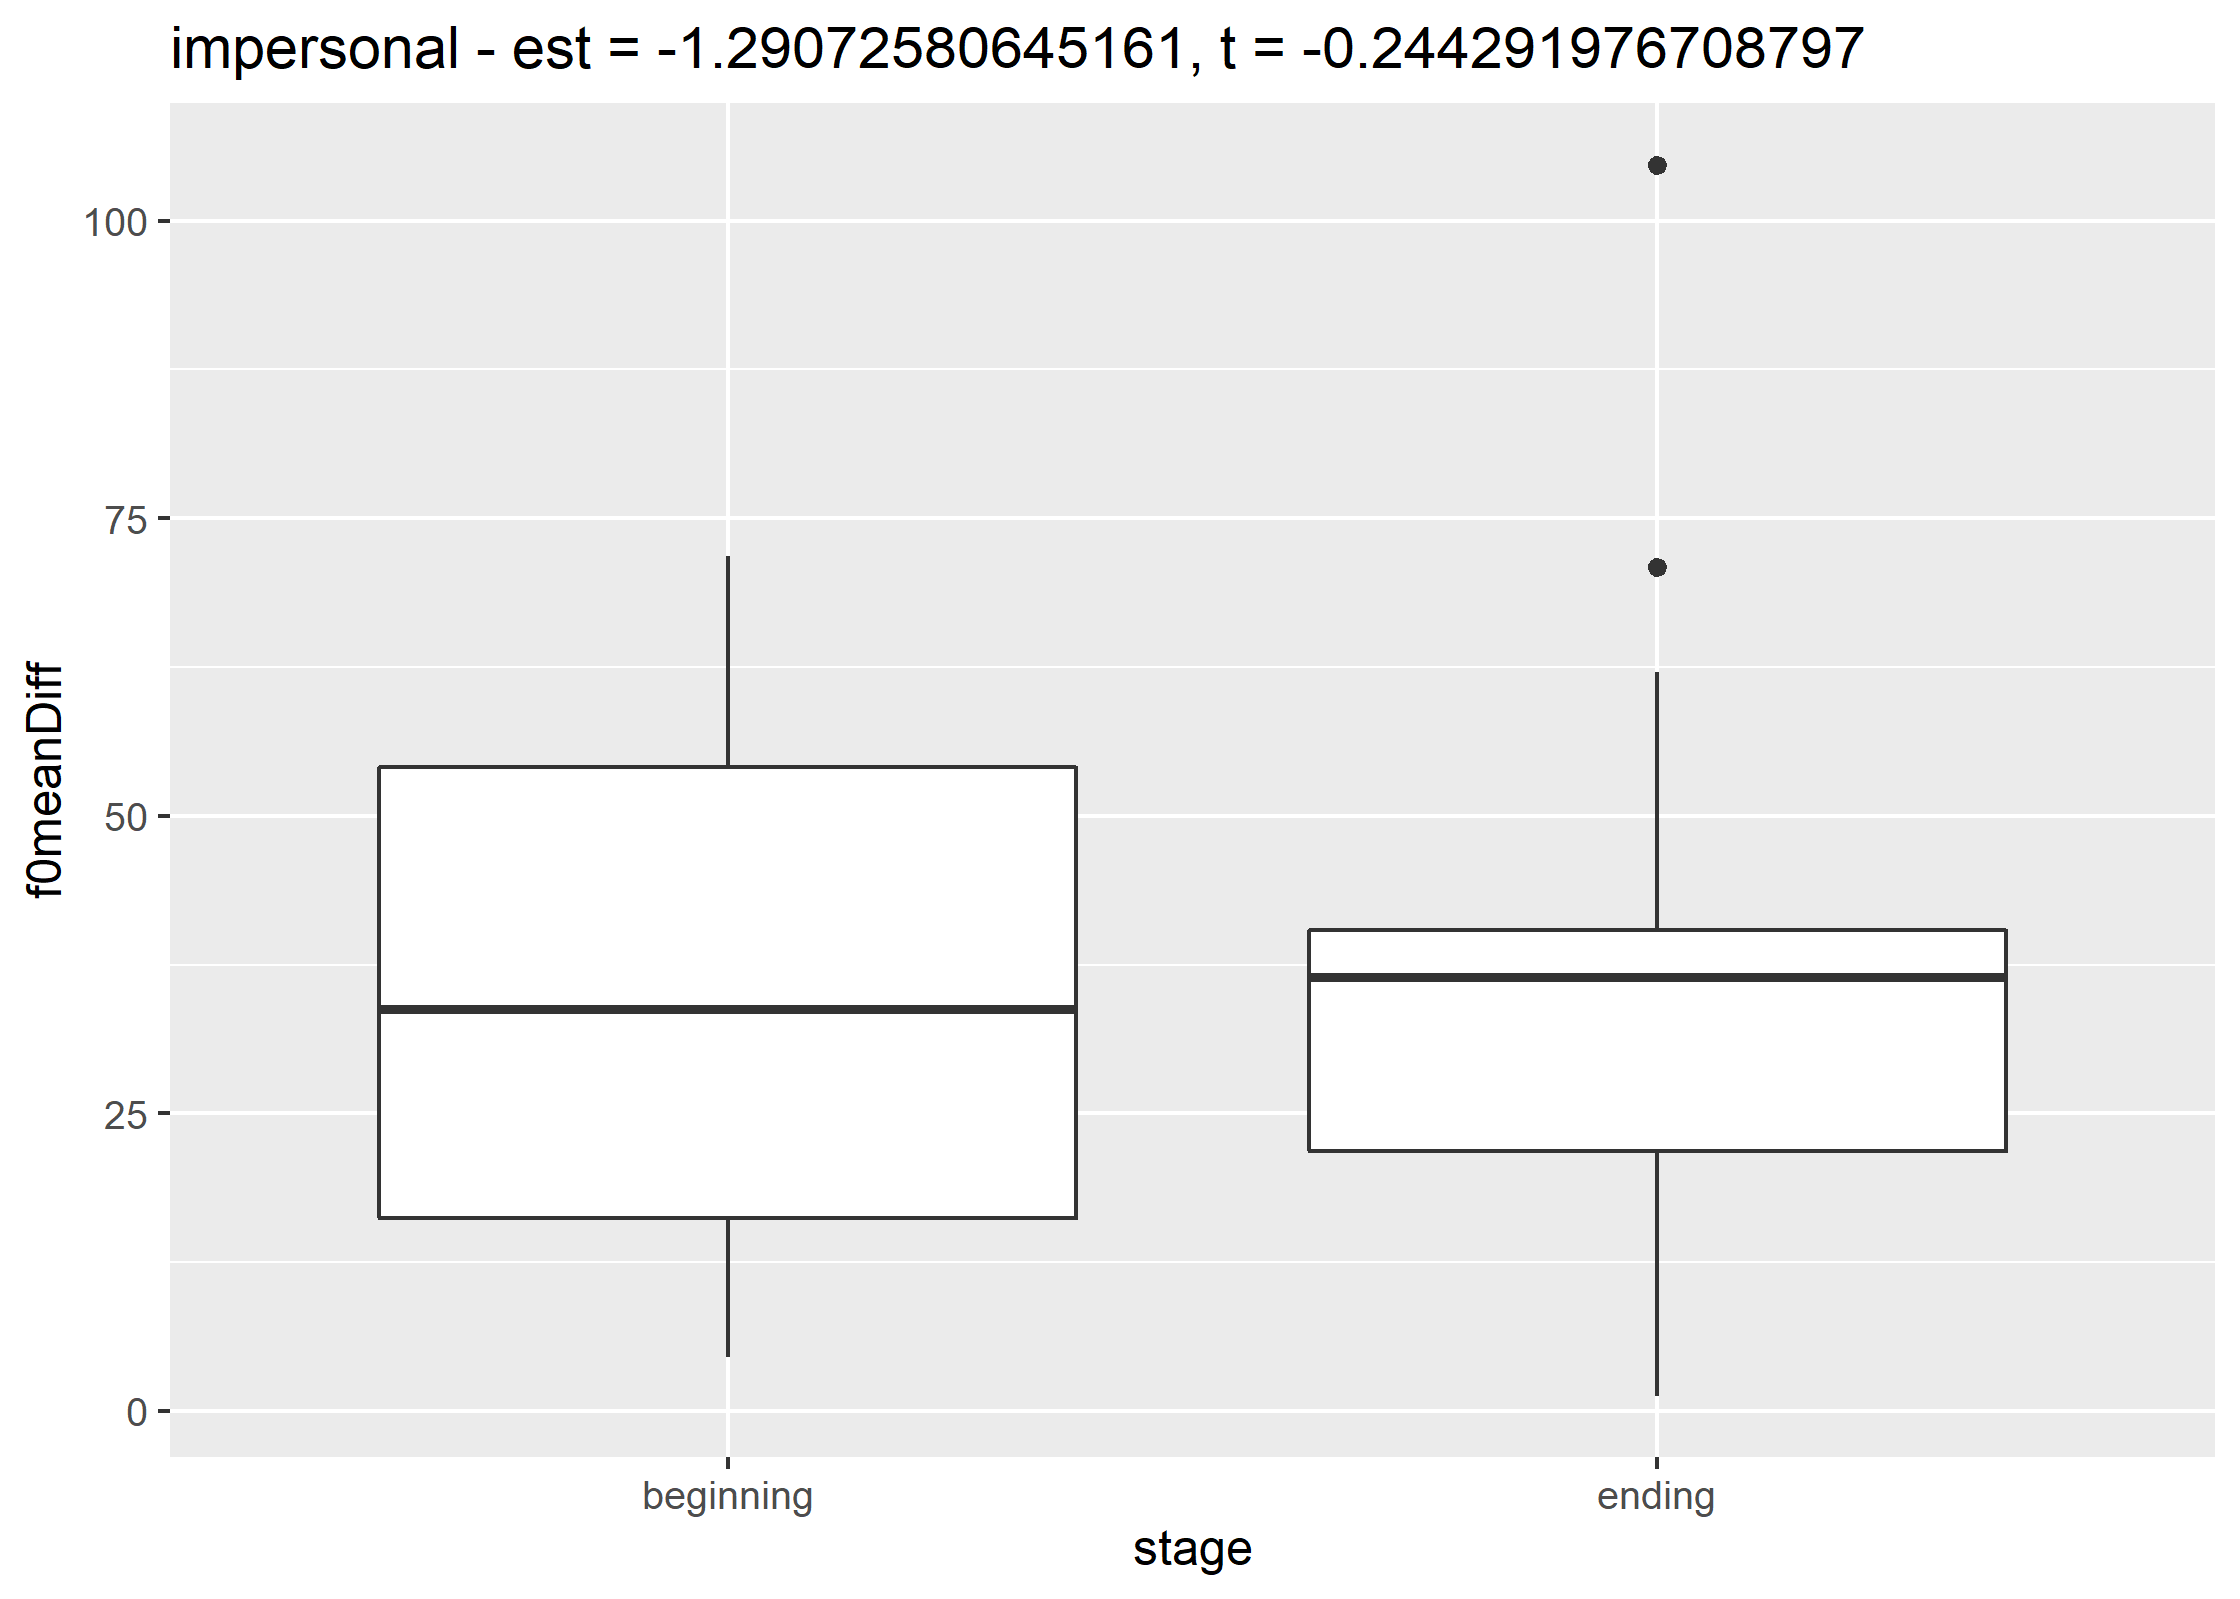 impersonal - est = -1.29072580645161, t = -0.244291976708797
f0meanDiff
100
75
50
25
0
beginning
ending
stage